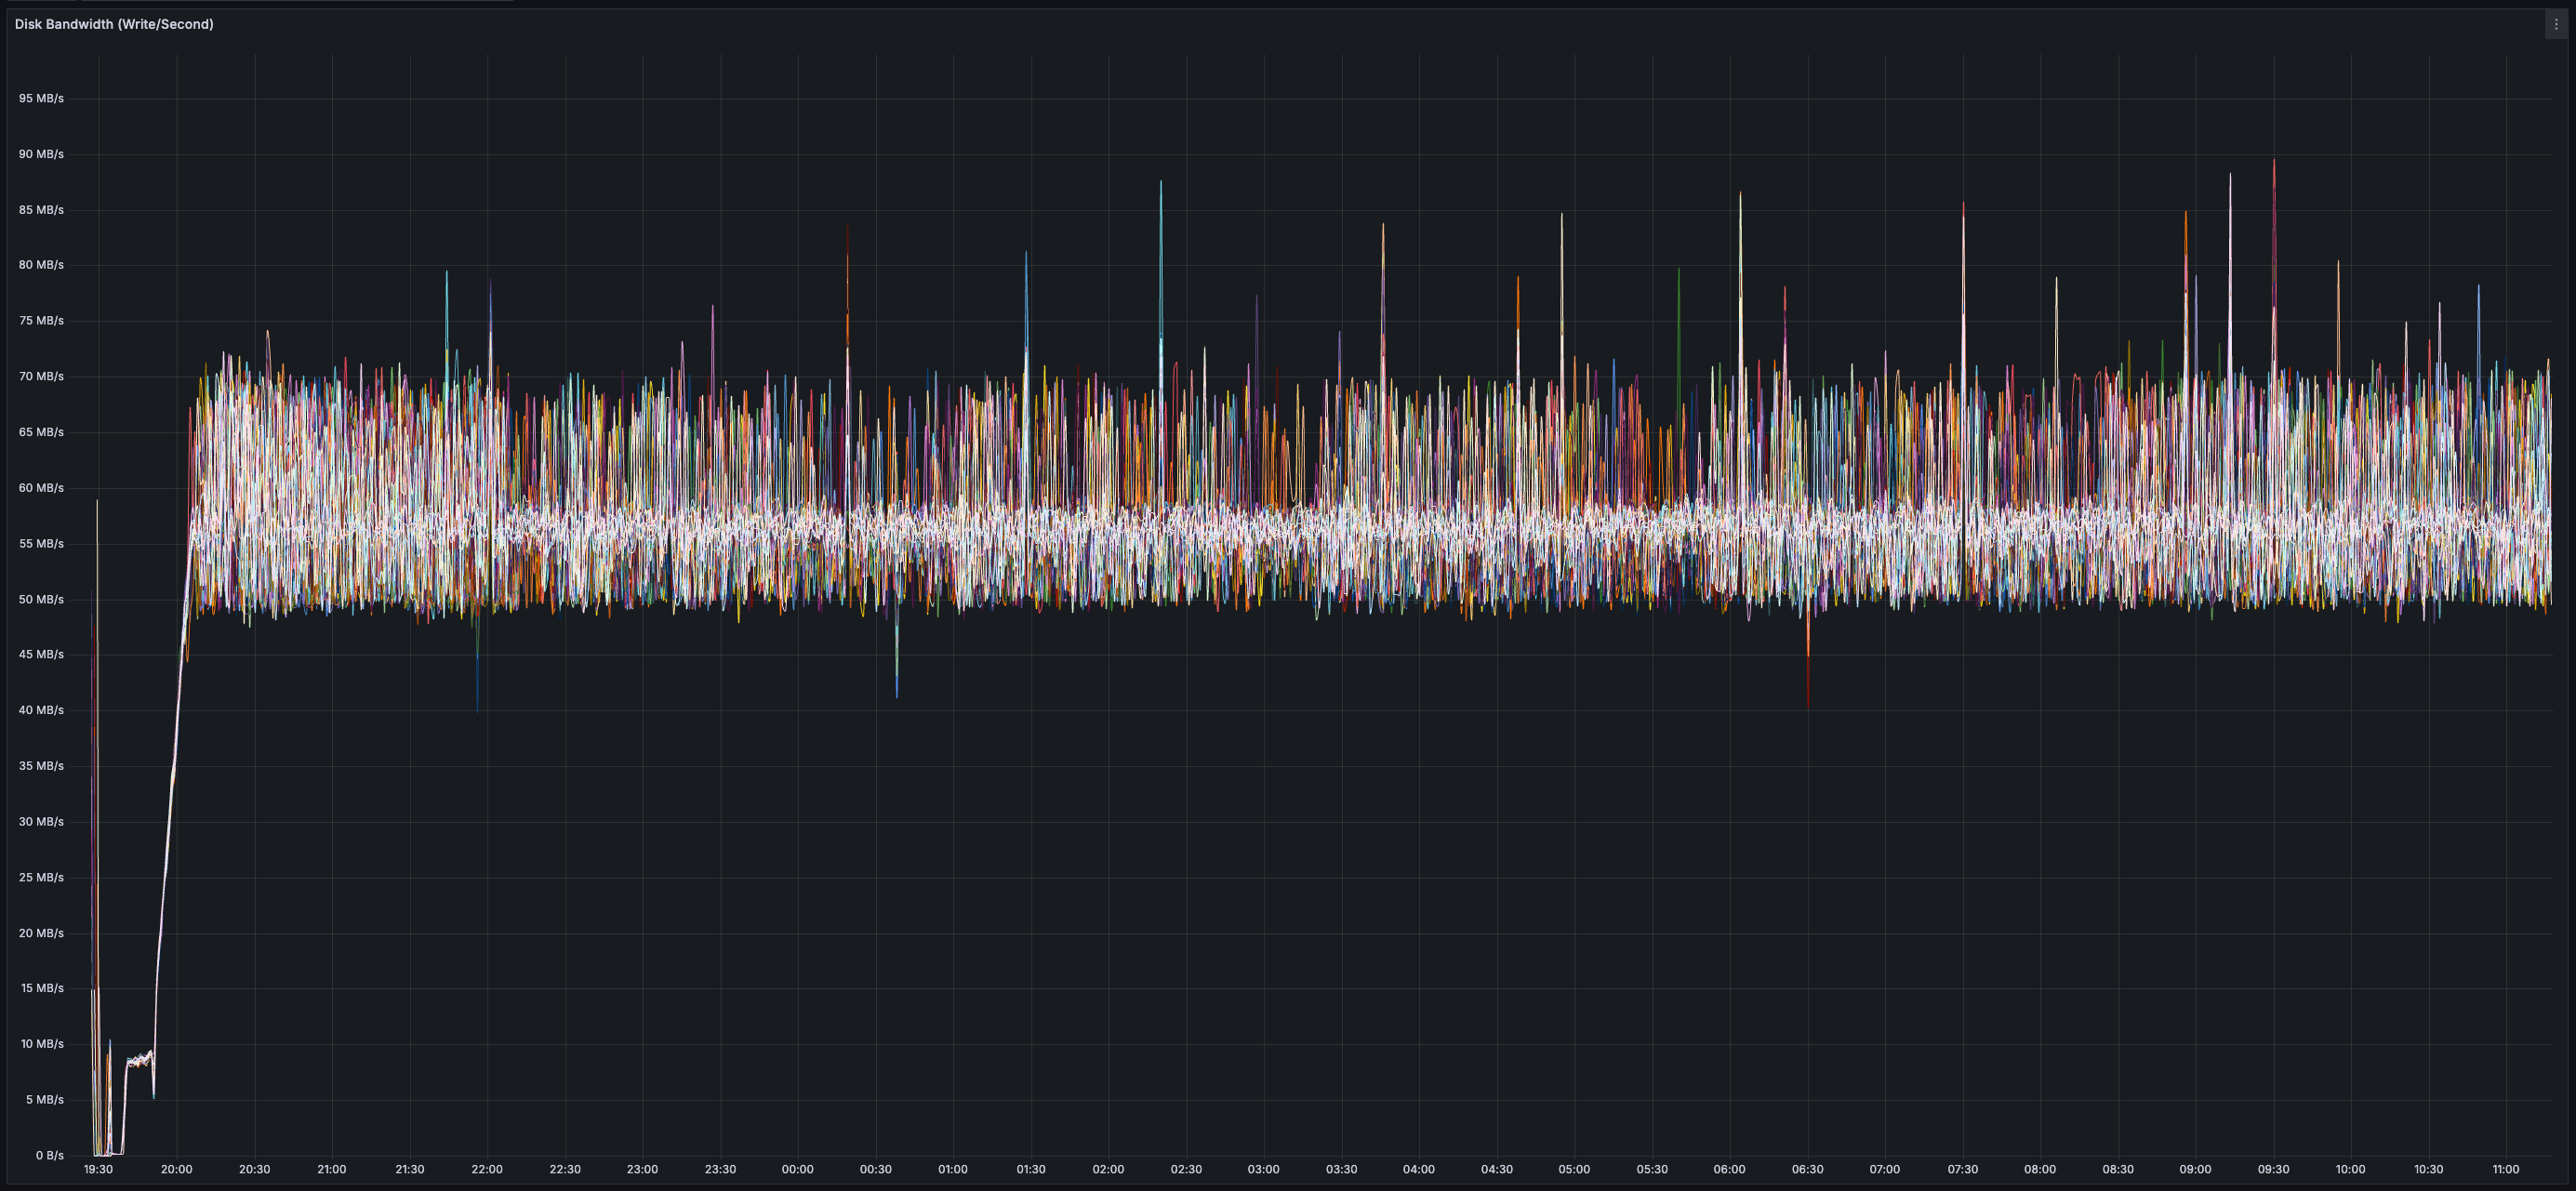 Disk Bandwidth (Write/Second)
95 MB/s
90 MB/s
85 MB/s
80 MB/s
75 MB/s
70 MB/s
65 MB/s
60 MB/s
55 MB/s
50 MB/s
45 MB/s
40 MB/s
35 MB/s
30 MB/s
25 MB/s
20 MB/s
15 MB/s
10 MB/s
5 MB/s
0 B/s
19:30 20:00 20:30 21:00 21:30 22:00 22:30 23:00 23:30 00:00 00:30 01:00 01:30 02:00 02:30 03:00 03:30 04:00 04:30 05:00 05:30 06:00 06:30 07:00 07:30 08:00 08:30 09:00 09:30 10:00 10:30 11:00